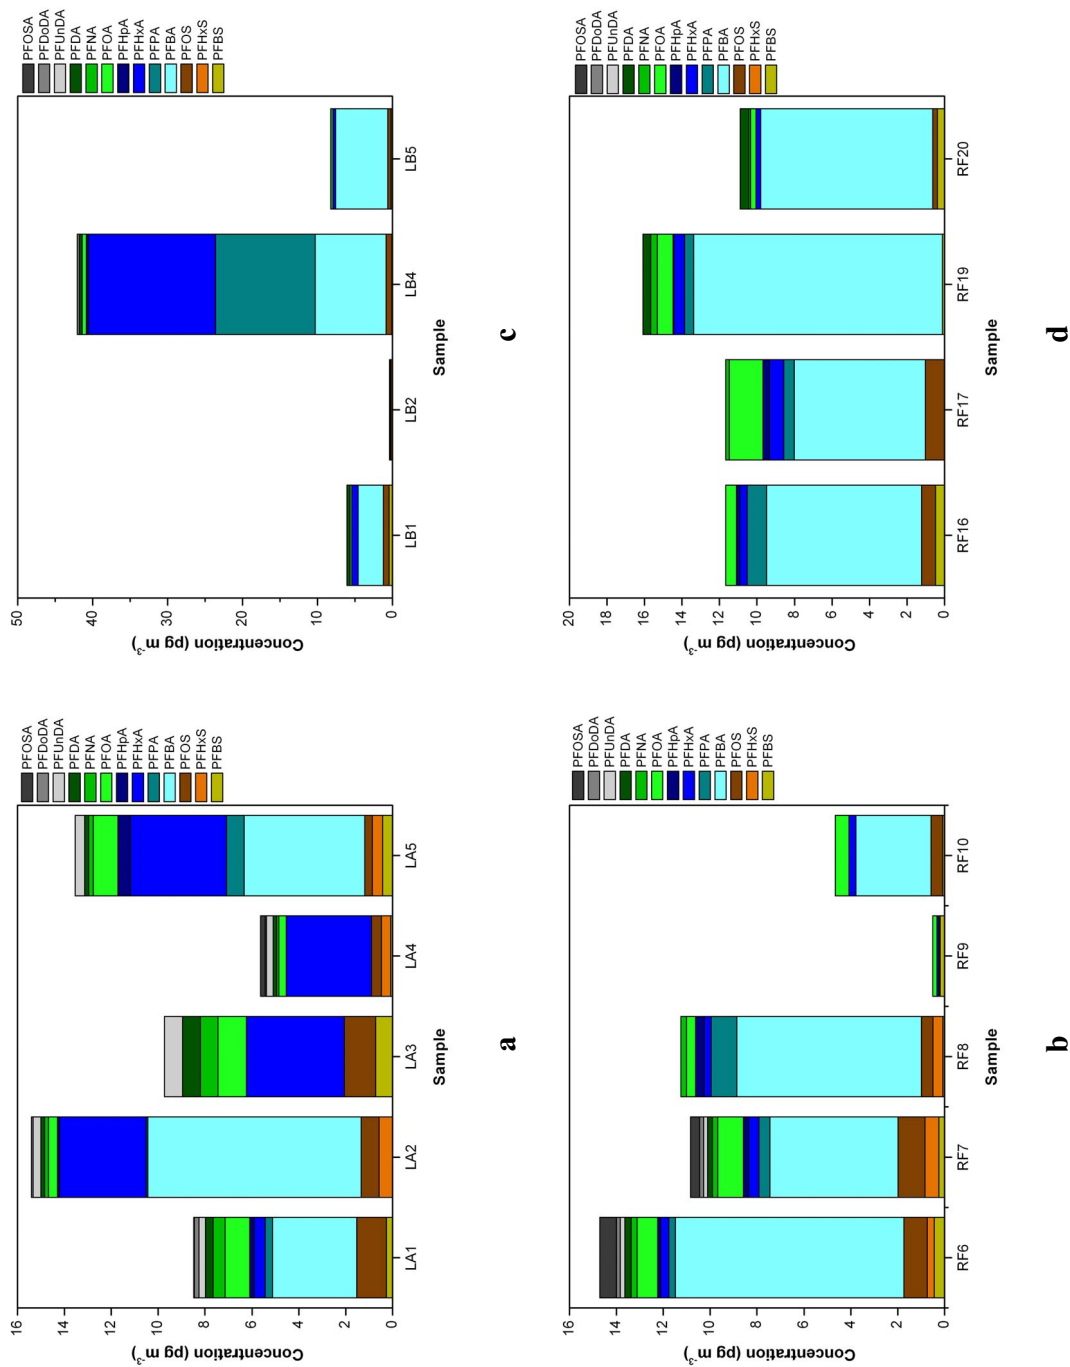 Concentration (pg m-3)
16
14
12
10
8
6
4
2
0
LA1
LA2
LA3
LA4
LA5
Sample
PFOSA
PFDoDA
PFUnDA
PFDA
PFNA
PFOA
PFHpA
PFHxA
PFPA
PFBA
PFOS
PFHxS
PFBS
a
Concentration (pg m-3)
50
40
30
20
10
0
LB1
LB2
LB4
LB5
Sample
PFOSA
PFDoDA
PFUnDA
PFDA
PFNA
PFOA
PFHpA
PFHxA
PFPA
PFBA
PFOS
PFHxS
PFBS
c
Concentration (pg m-3)
16
14
12
10
8
6
4
2
0
RF6
RF7
RF8
RF9
RF10
Sample
PFOSA
PFDoDA
PFUnDA
PFDA
PFNA
PFOA
PFHpA
PFHxA
PFPA
PFBA
PFOS
PFHxS
PFBS
b
Concentration (pg m-3)
20
18
16
14
12
10
8
6
4
2
0
RF16
RF17
RF19
RF20
Sample
PFOSA
PFDoDA
PFUnDA
PFDA
PFNA
PFOA
PFHpA
PFHxA
PFPA
PFBA
PFOS
PFHxS
PFBS
d